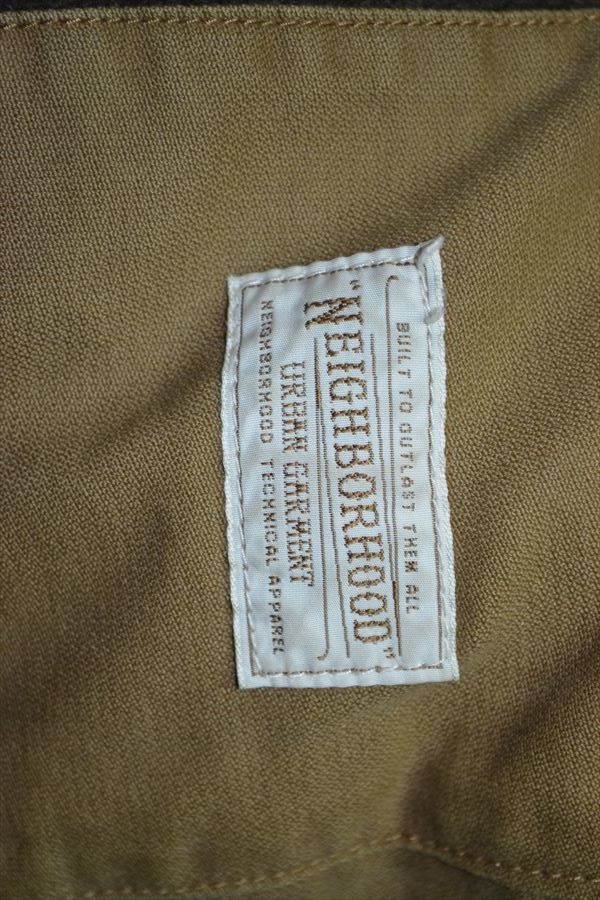 BUILT TO OUTLAST THEM ALL
"NEIGHBORHOOD"
URBAN GARMENT
NEIGHBORHOOD TECHNICAL APPAREL